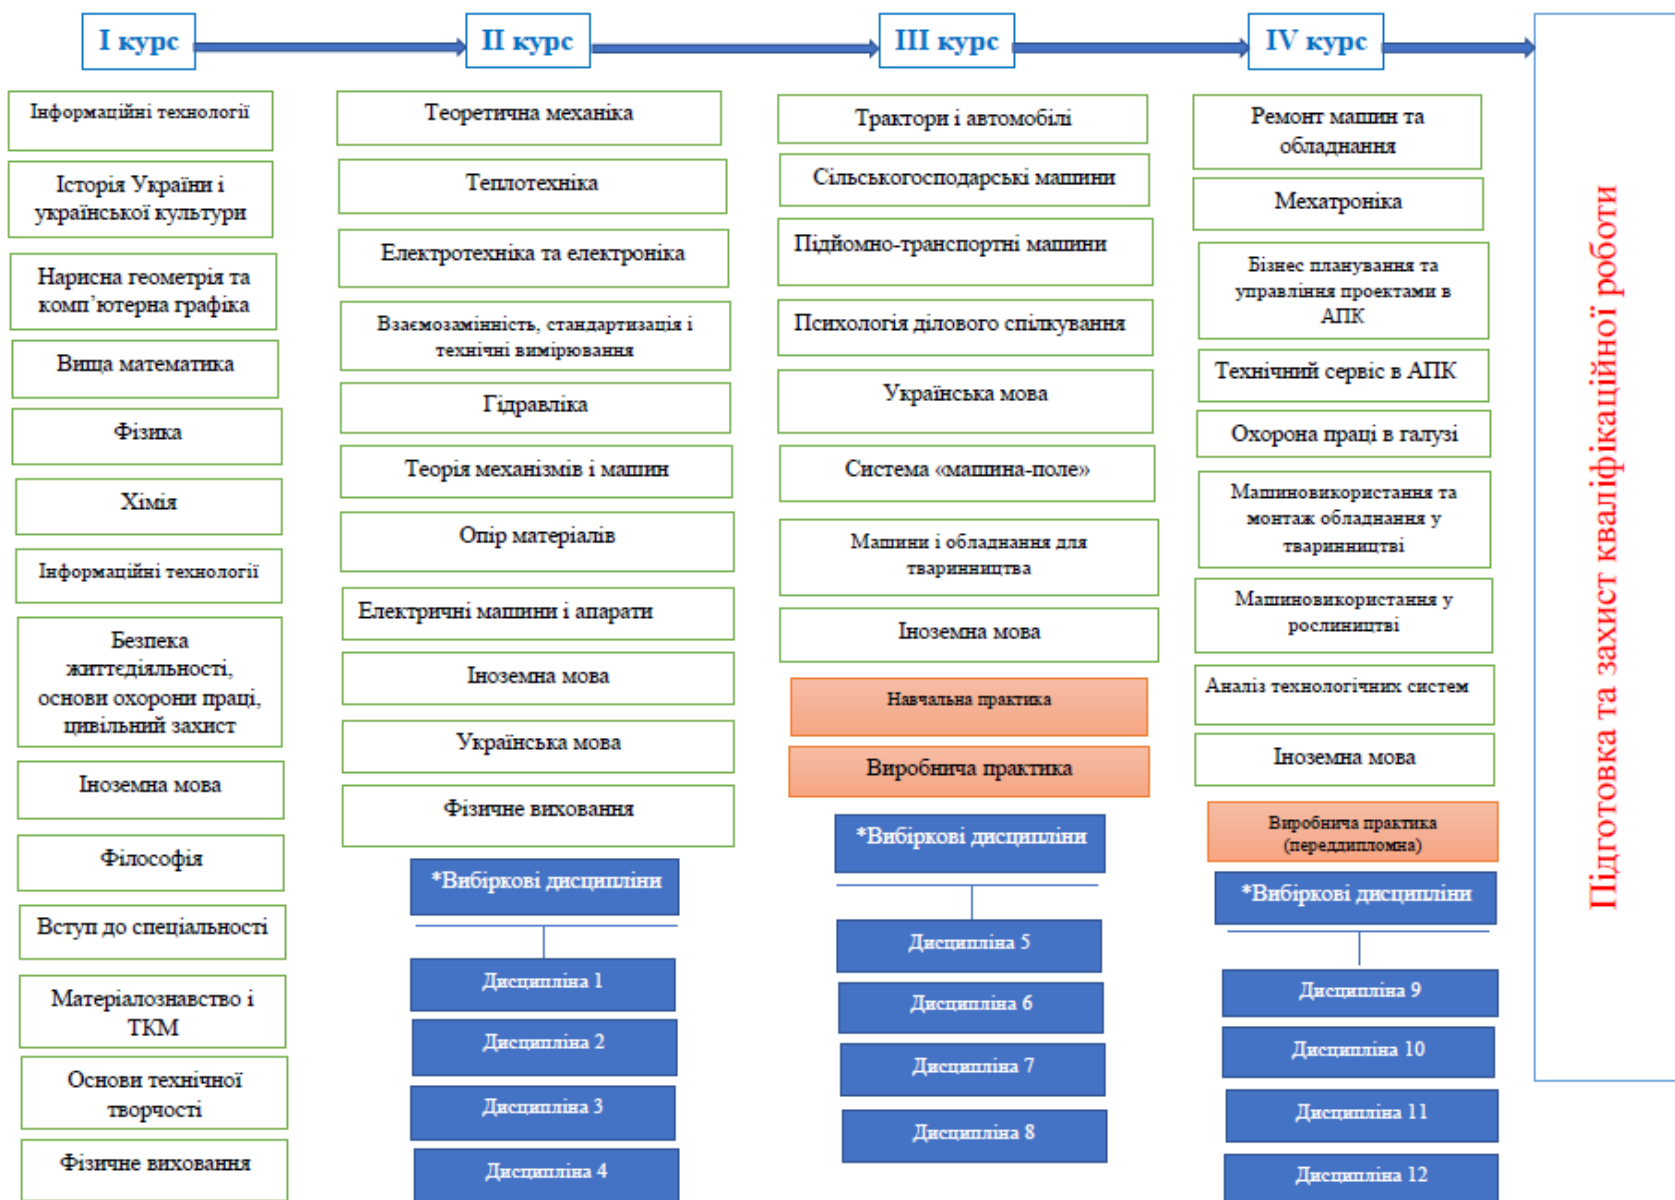 I курс
II курс
III курс
IV курс
Інформаційні технології
Історія України і
української культури
Нарисна геометрія та
комп’ютерна графіка
Вища математика
Фізика
Хімія
Інформаційні технології
Безпека
життєдіяльності,
основи охорони праці,
цивільний захист
Іноземна мова
Філософія
Вступ до спеціальності
Матеріалознавство і
ТКМ
Основи технічної
творчості
Фізичне виховання
Теоретична механіка
Теплотехніка
Електротехніка та електроніка
Взаємозамінність, стандартизація і
технічні вимірювання
Гідравліка
Теорія механізмів і машин
Опір матеріалів
Електричні машини і апарати
Іноземна мова
Українська мова
Фізичне виховання
*Вибіркові дисципліни
Дисципліна 1
Дисципліна 2
Дисципліна 3
Дисципліна 4
Трактори і автомобілі
Сільськогосподарські машини
Підйомно-транспортні машини
Психологія ділового спілкування
Українська мова
Система «машина-поле»
Машини і обладнання для
тваринництва
Іноземна мова
Навчальна практика
Виробнича практика
*Вибіркові дисципліни
Дисципліна 5
Дисципліна 6
Дисципліна 7
Дисципліна 8
Ремонт машин та
обладнання
Мехатроніка
Бізнес планування та
управління проектами в
АПК
Технічний сервіс в АПК
Охорона праці в галузі
Машиновикористання та
монтаж обладнання у
тваринництві
Машиновикористання у
рослинництві
Аналіз технологічних систем
Іноземна мова
Виробнича практика
(переддипломна)
*Вибіркові дисципліни
Дисципліна 9
Дисципліна 10
Дисципліна 11
Дисципліна 12
Підготовка та захист кваліфікаційної роботи